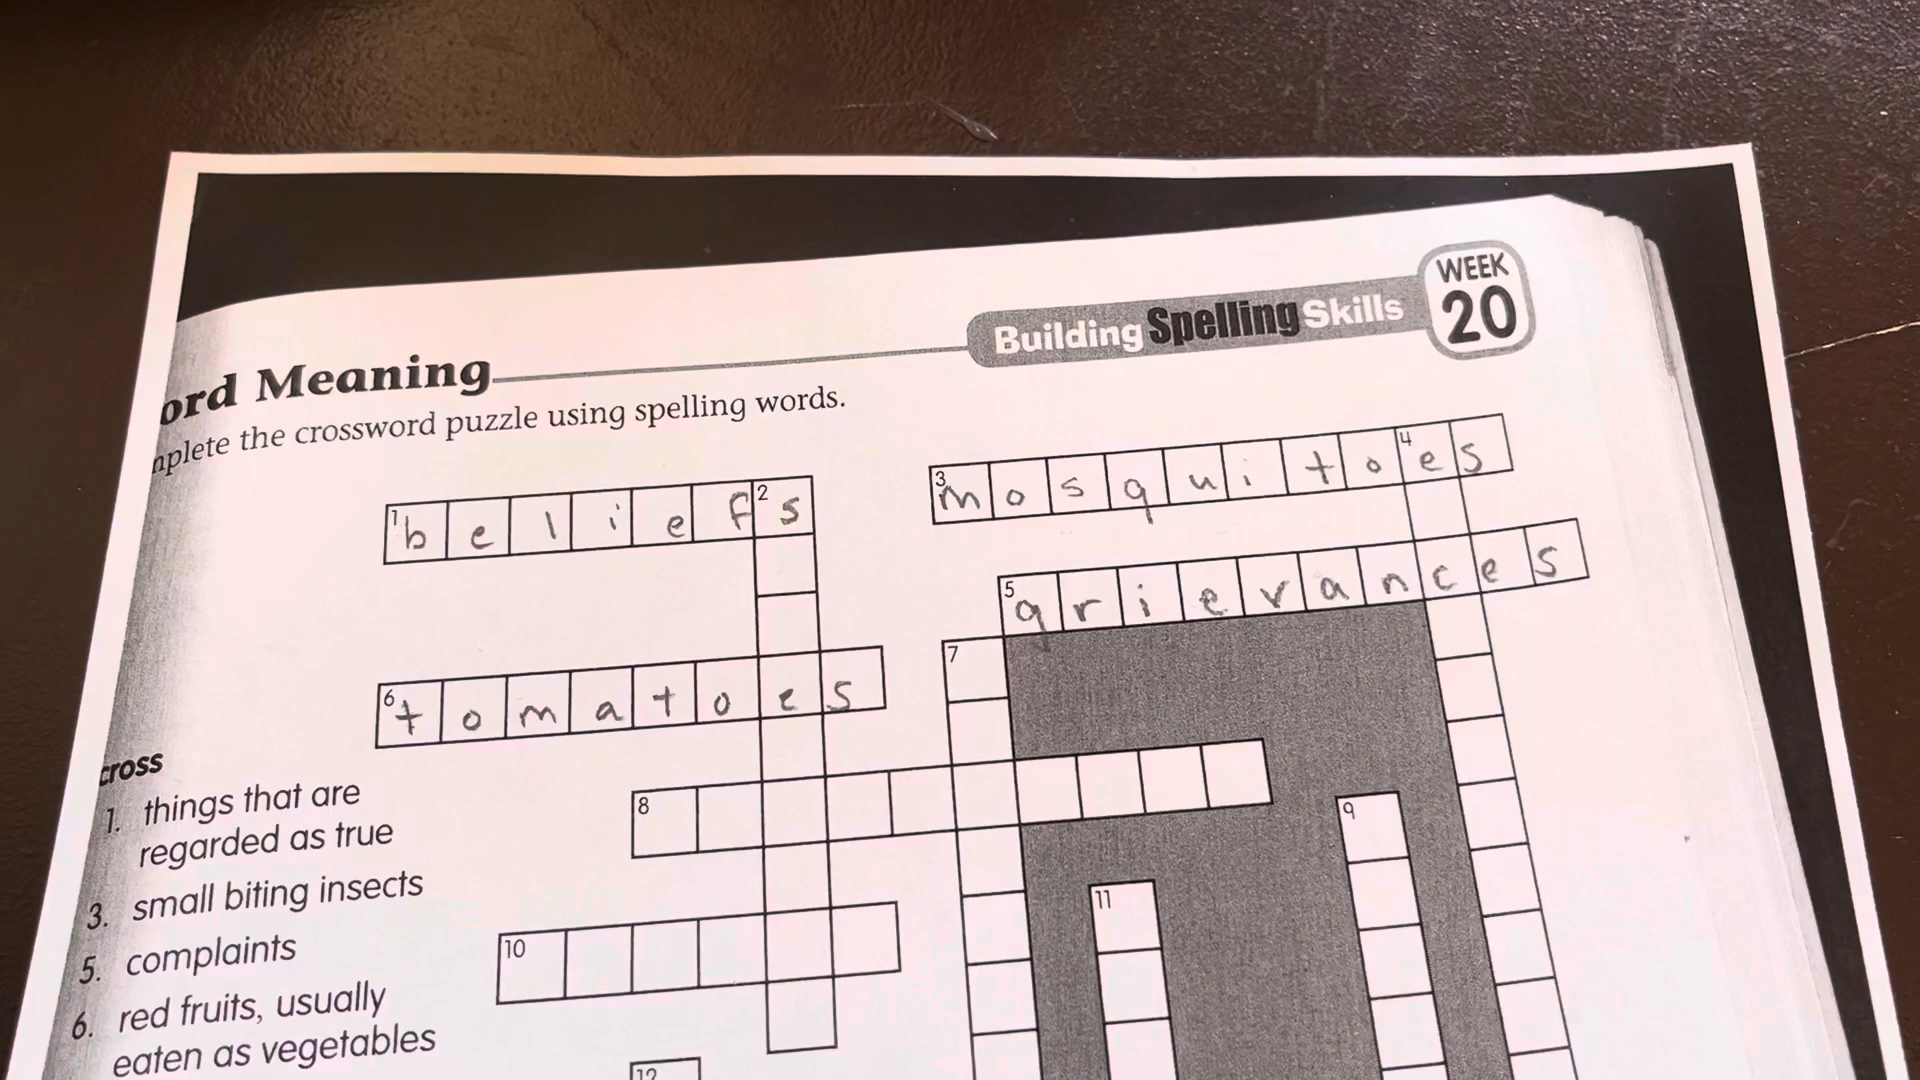 Building Spelling Skills
WEEK
20
ord Meaning
nplete the crossword puzzle using spelling words.
1 b e l i e f 2 s
3 m o s q u i t o 4 e s
5 g r i e v a n c e s
6 t o m a t o e s
7
8
9
10
11
12
cross
1. things that are
regarded as true
3. small biting insects
5. complaints
6. red fruits, usually
eaten as vegetables